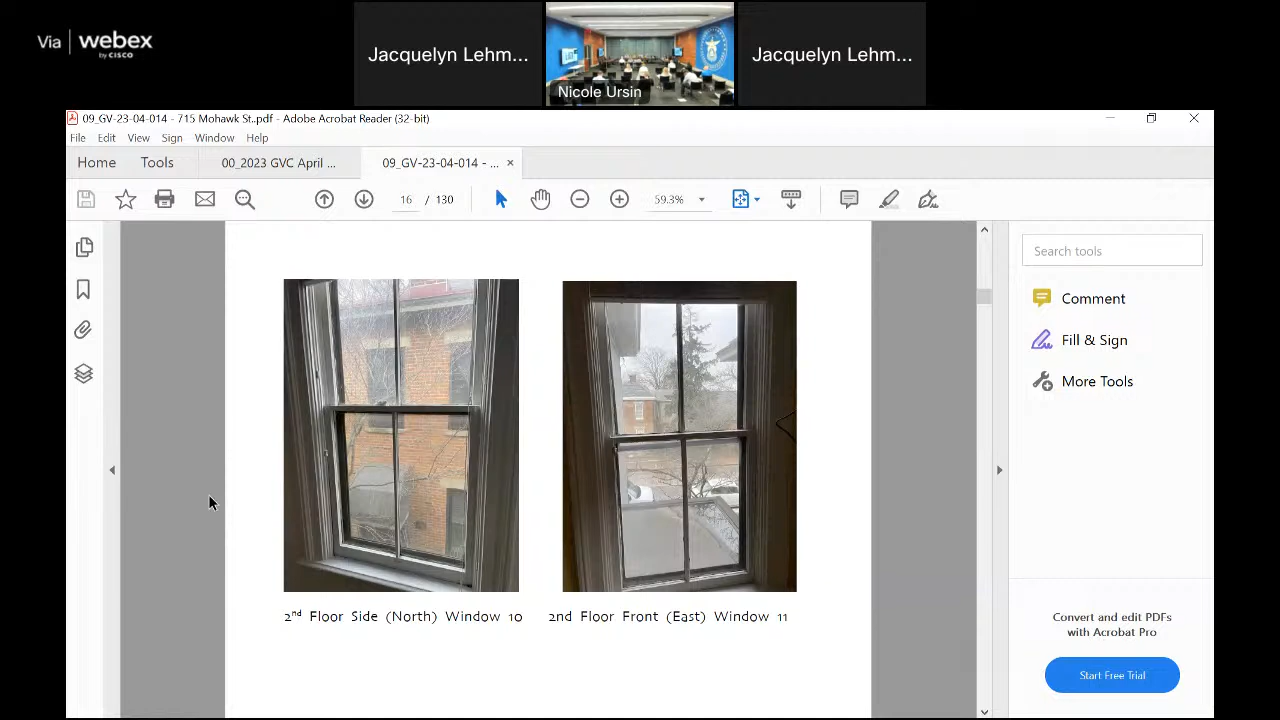 Via webex
by CISCO
Jacquelyn Lehm...
Nicole Ursin
Jacquelyn Lehm...
09_GV-23-04-014 - 715 Mohawk St..pdf - Adobe Acrobat Reader (32-bit)
File Edit View Sign Window Help
Home Tools 00_2023 GVC April ... 09_GV-23-04-014 - ... ×
16 / 130 59.3%
Search tools
Comment
Fill & Sign
More Tools
2nd Floor Side (North) Window 10
2nd Floor Front (East) Window 11
Convert and edit PDFs
with Acrobat Pro
Start Free Trial